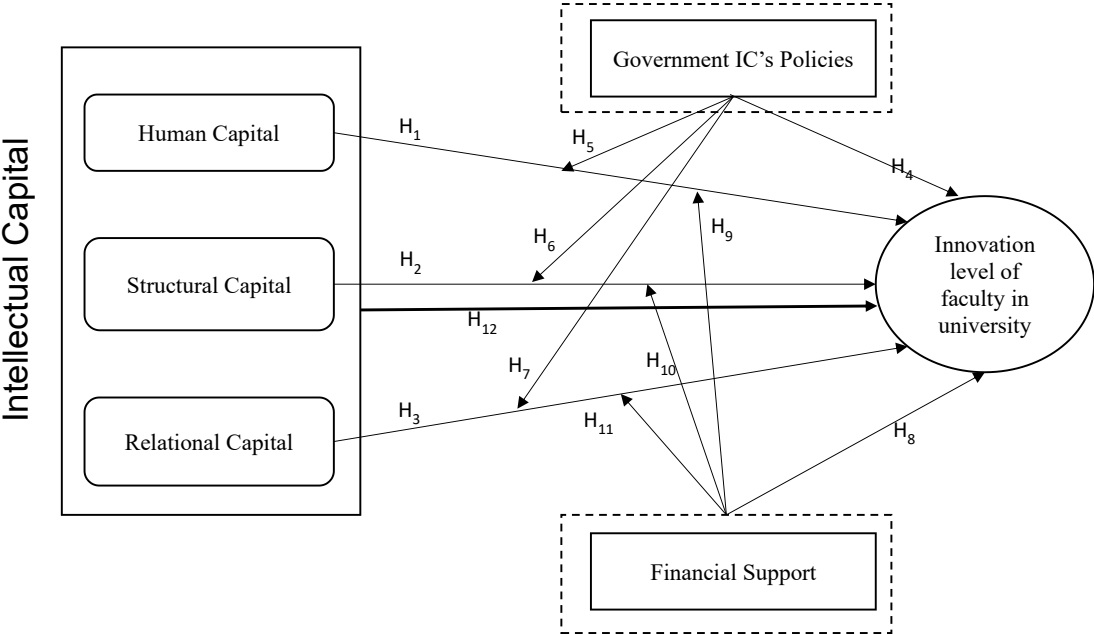 Intellectual Capital
Human Capital
Structural Capital
Relational Capital
Government IC’s Policies
Financial Support
Innovation
level of
faculty in
university
H1
H2
H3
H4
H5
H6
H7
H8
H9
H10
H11
H12